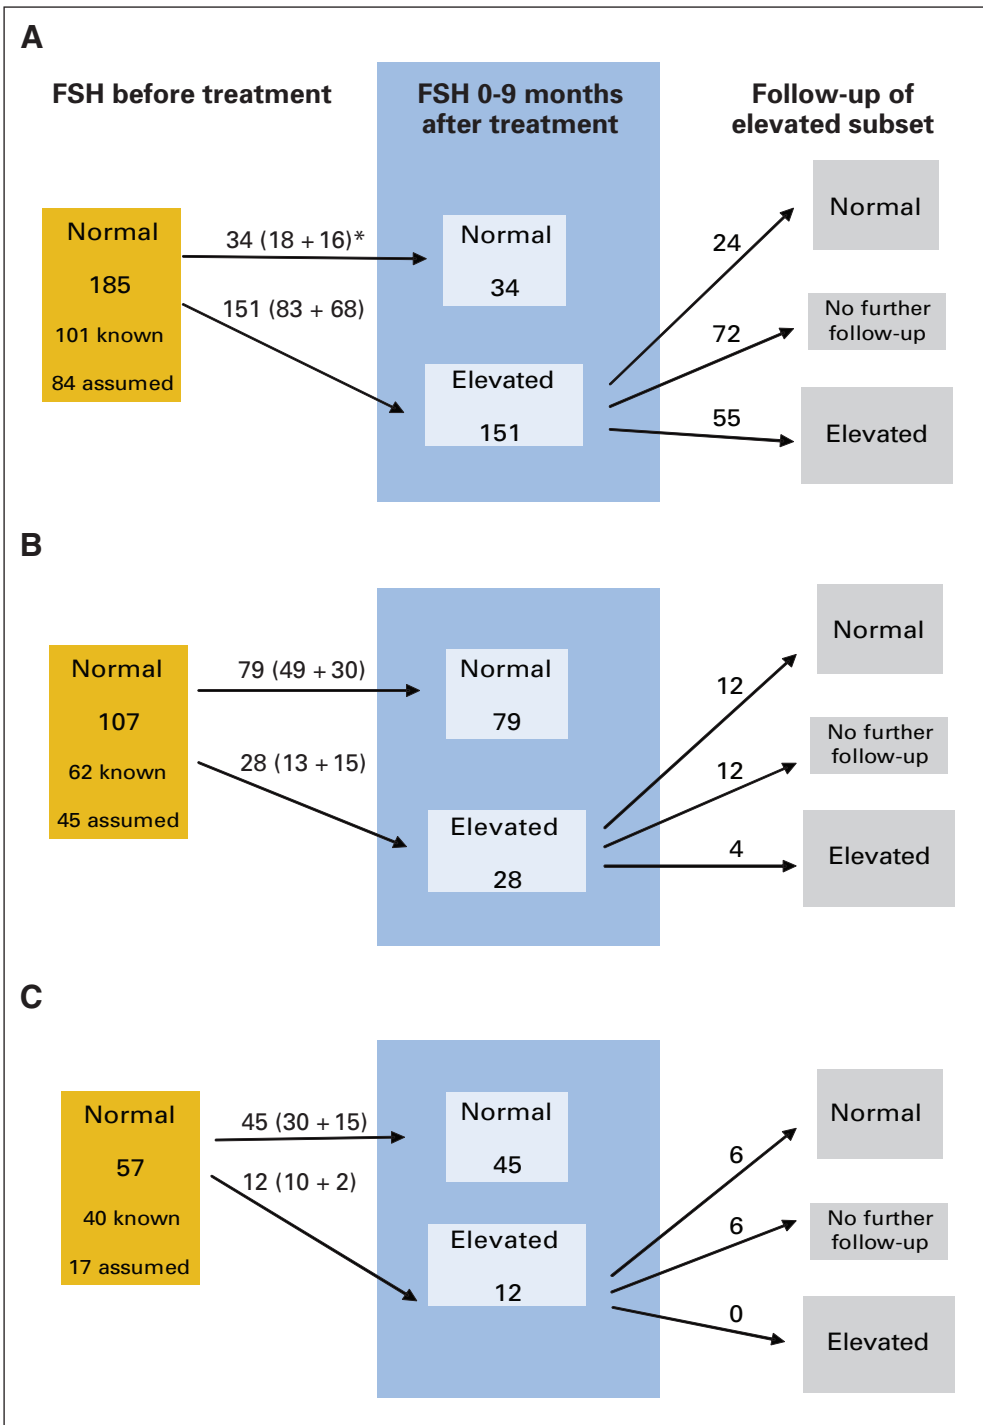 A
FSH before treatment
FSH 0-9 months
after treatment
Follow-up of
elevated subset
Normal
185
101 known
84 assumed
34 (18 + 16)*
151 (83 + 68)
Normal
34
Elevated
151
24
72
55
Normal
No further
follow-up
Elevated
B
Normal
107
62 known
45 assumed
79 (49 + 30)
28 (13 + 15)
Normal
79
Elevated
28
12
12
4
Normal
No further
follow-up
Elevated
C
Normal
57
40 known
17 assumed
45 (30 + 15)
12 (10 + 2)
Normal
45
Elevated
12
6
6
0
Normal
No further
follow-up
Elevated